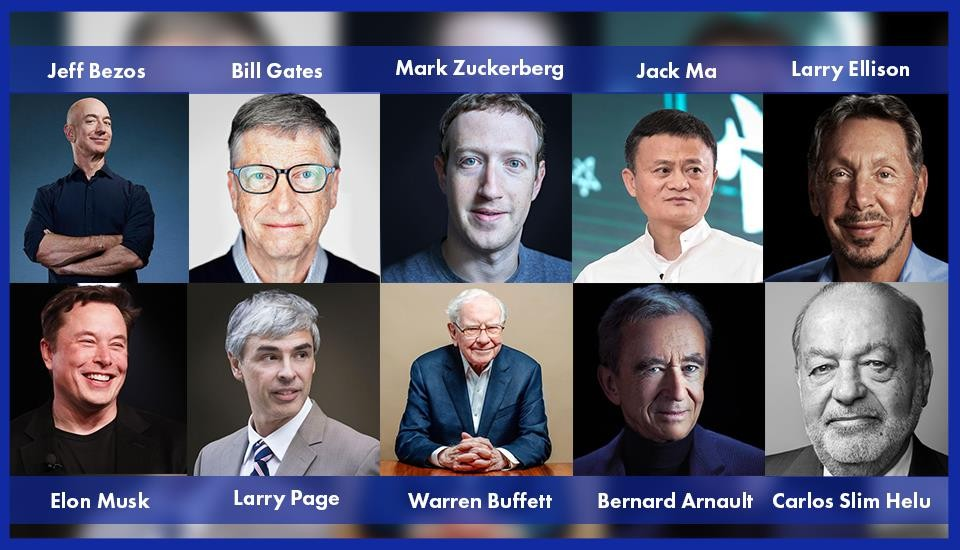 Jeff Bezos
Bill Gates
Mark Zuckerberg
Jack Ma
Larry Ellison
Elon Musk
Larry Page
Warren Buffett
Bernard Arnault
Carlos Slim Helu